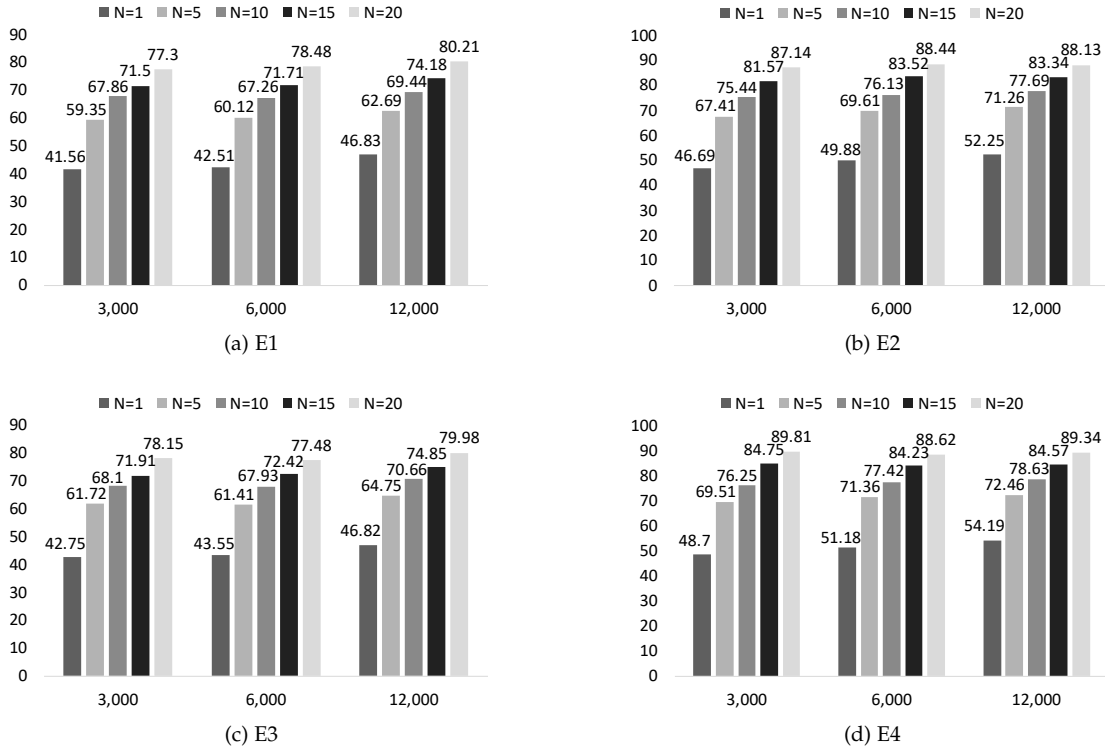 N=1 N=5 N=10 N=15 N=20
90
80
70
60
50
40
30
20
10
0
41.56 59.35 67.86 71.5 77.3
42.51 60.12 67.26 71.71 78.48
46.83 62.69 69.44 74.18 80.21
3,000 6,000 12,000
(a) E1
N=1 N=5 N=10 N=15 N=20
100
90
80
70
60
50
40
30
20
10
0
46.69 67.41 75.44 81.57 87.14
49.88 69.61 76.13 83.52 88.44
52.25 71.26 77.69 83.34 88.13
3,000 6,000 12,000
(b) E2
N=1 N=5 N=10 N=15 N=20
90
80
70
60
50
40
30
20
10
0
42.75 61.72 68.1 71.91 78.15
43.55 61.41 67.93 72.42 77.48
46.82 64.75 70.66 74.85 79.98
3,000 6,000 12,000
(c) E3
N=1 N=5 N=10 N=15 N=20
100
90
80
70
60
50
40
30
20
10
0
48.7 69.51 76.25 84.75 89.81
51.18 71.36 77.42 84.23 88.62
54.19 72.46 78.63 84.57 89.34
3,000 6,000 12,000
(d) E4